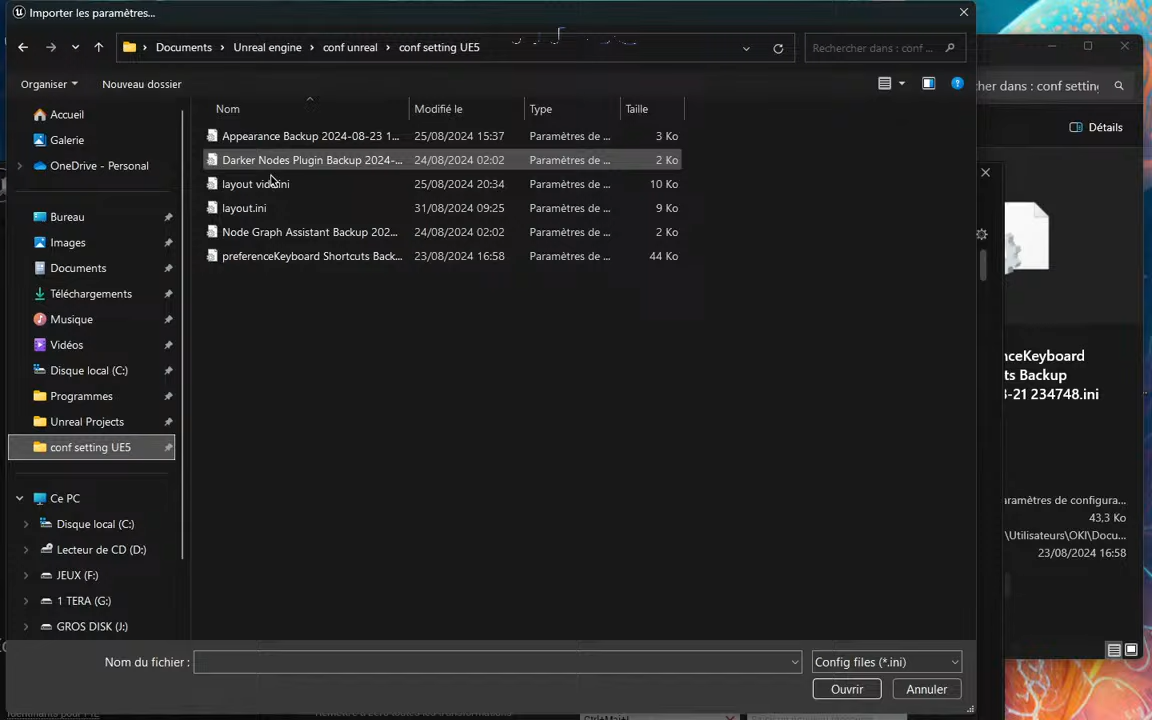 Importer les paramètres...
Documents > Unreal engine > conf unreal > conf setting UE5
Rechercher dans : conf ...
Organiser
Nouveau dossier
Nom
Modifié le
Type
Taille
Accueil
Galerie
OneDrive - Personal
Bureau
Images
Documents
Téléchargements
Musique
Vidéos
Disque local (C:)
Programmes
Unreal Projects
conf setting UE5
Ce PC
Disque local (C:)
Lecteur de CD (D:)
JEUX (F:)
1 TERA (G:)
GROS DISK (J:)
Appearance Backup 2024-08-23 1... 25/08/2024 15:37 Paramètres de ... 3 Ko
Darker Nodes Plugin Backup 2024-... 24/08/2024 02:02 Paramètres de ... 2 Ko
layout vid.ini 25/08/2024 20:34 Paramètres de ... 10 Ko
layout.ini 31/08/2024 09:25 Paramètres de ... 9 Ko
Node Graph Assistant Backup 202... 24/08/2024 02:02 Paramètres de ... 2 Ko
preferenceKeyboard Shortcuts Back... 23/08/2024 16:58 Paramètres de ... 44 Ko
Nom du fichier :
Config files (*.ini)
Ouvrir
Annuler
her dans : conf settin
Détails
nceKeyboard
ts Backup
-21 234748.ini
aramètres de configura...
43,3 Ko
\Utilisateurs\OKI\Docu...
23/08/2024 16:58